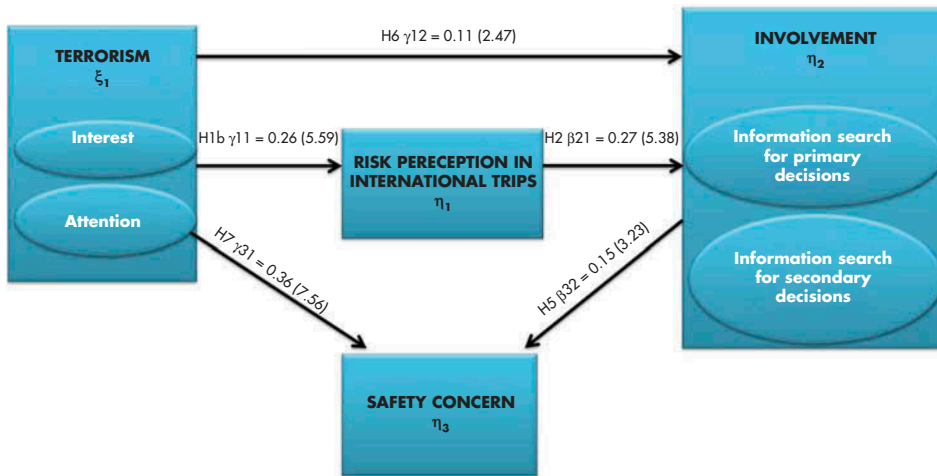 H6 γ12 = 0.11 (2.47)
TERRORISM
ξ1
Interest
Attention
INVOLVEMENT
η2
Information search
for primary
decisions
Information search
for secondary
decisions
H1b γ11 = 0.26 (5.59)
RISK PERECEPTION IN
INTERNATIONAL TRIPS
η1
H2 β21 = 0.27 (5.38)
H7 γ31 = 0.36 (7.56)
H5 β32 = 0.15 (3.23)
SAFETY CONCERN
η3